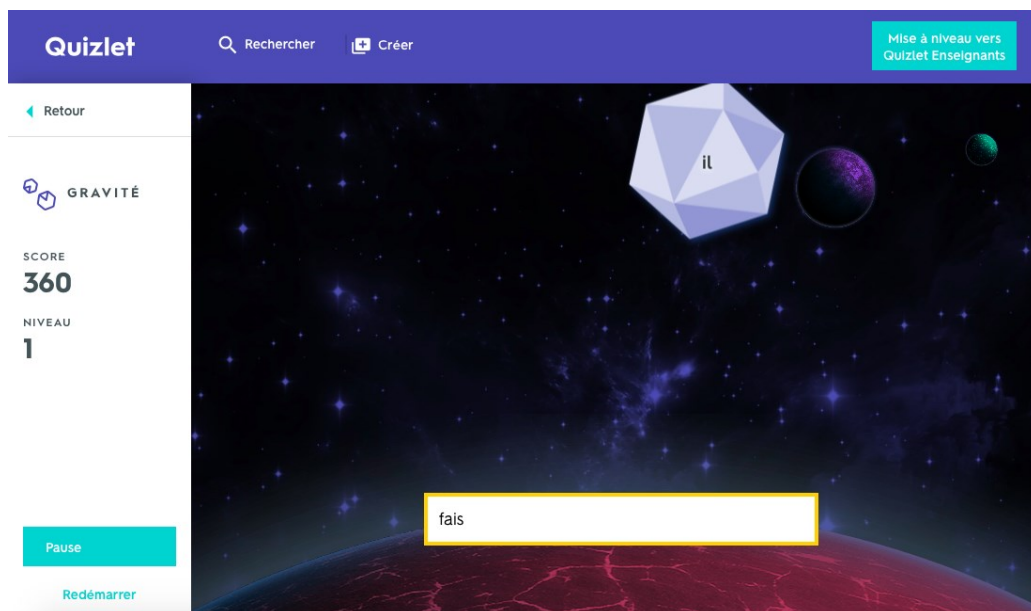 Quizlet
Rechercher
Créer
Mise à niveau vers
Quizlet Enseignants
Retour
GRAVITÉ
SCORE
360
NIVEAU
1
il
fais
Pause
Redémarrer